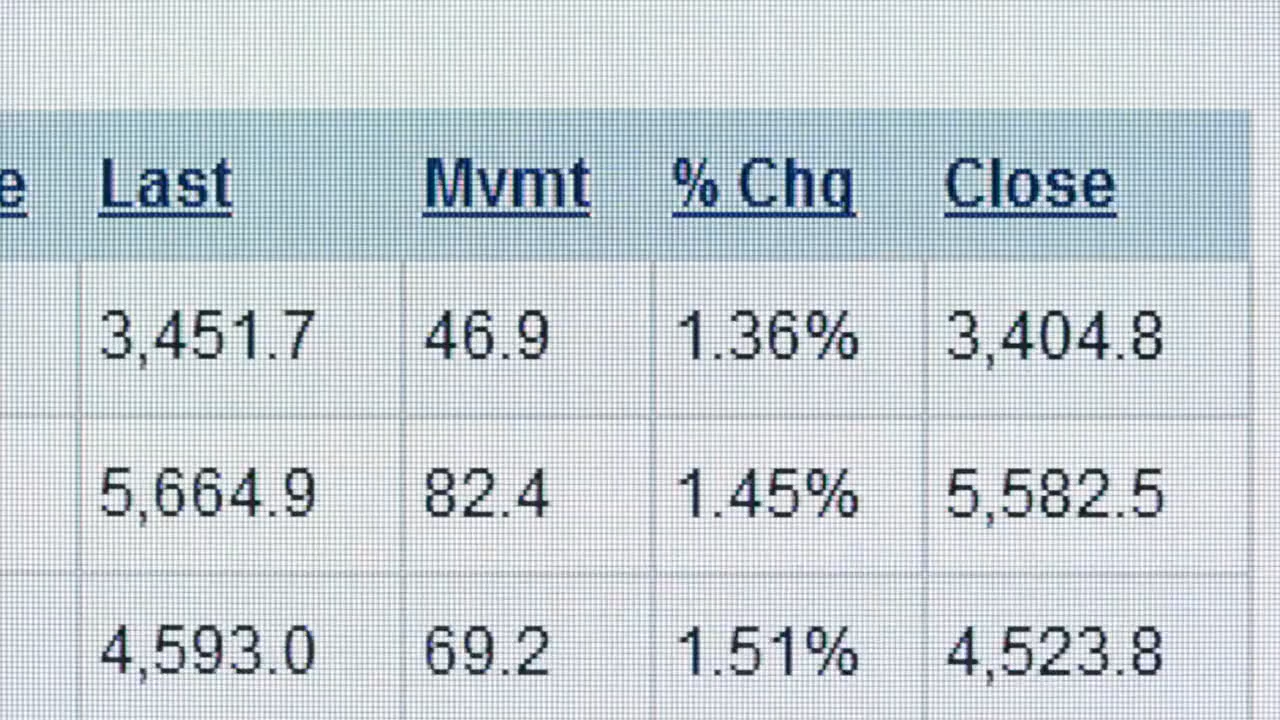 e Last Mvmt % Chg Close
3,451.7 46.9 1.36% 3,404.8
5,664.9 82.4 1.45% 5,582.5
4,593.0 69.2 1.51% 4,523.8